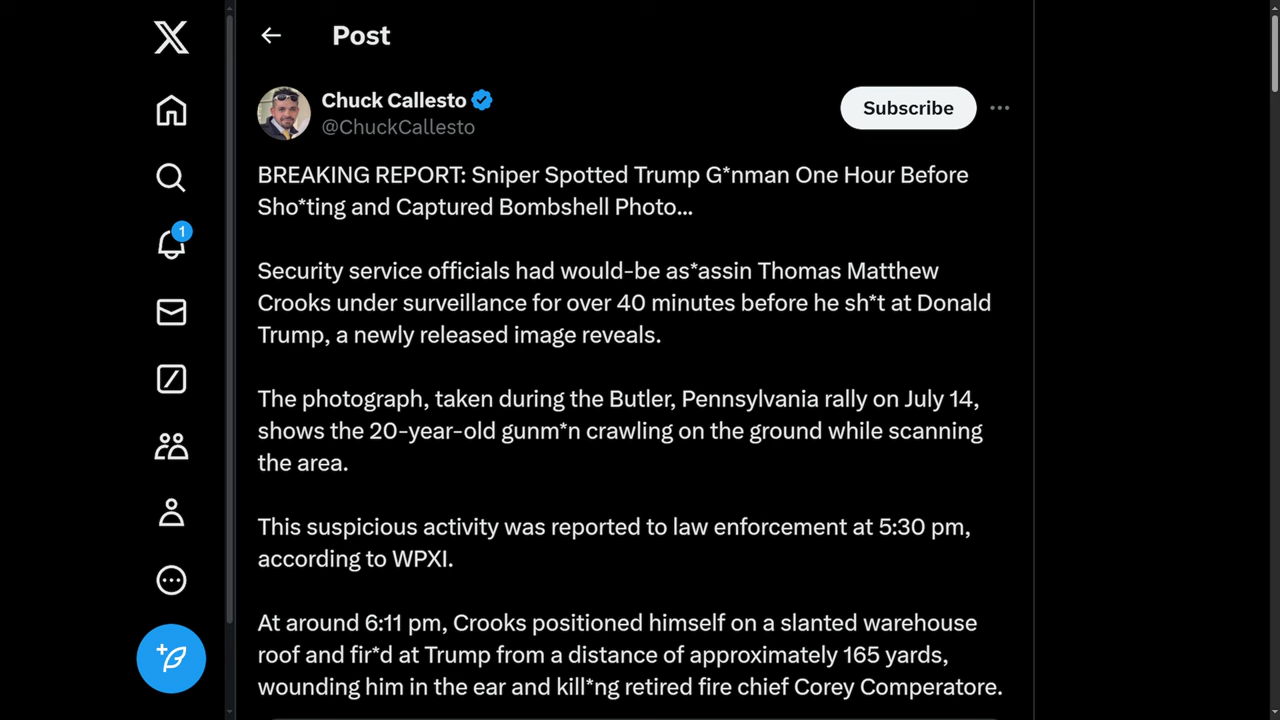 Post
Chuck Callesto
@ChuckCallesto
Subscribe
BREAKING REPORT: Sniper Spotted Trump G*nman One Hour Before
Sho*ting and Captured Bombshell Photo...
Security service officials had would-be as*assin Thomas Matthew
Crooks under surveillance for over 40 minutes before he sh*t at Donald
Trump, a newly released image reveals.
The photograph, taken during the Butler, Pennsylvania rally on July 14,
shows the 20-year-old gunm*n crawling on the ground while scanning
the area.
This suspicious activity was reported to law enforcement at 5:30 pm,
according to WPXI.
At around 6:11 pm, Crooks positioned himself on a slanted warehouse
roof and fir*d at Trump from a distance of approximately 165 yards,
wounding him in the ear and kill*ng retired fire chief Corey Comperatore.
1